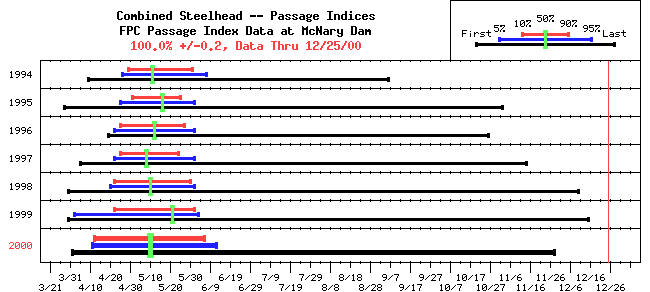 Combined Steelhead -- Passage Indices
FPC Passage Index Data at McNary Dam
100.0% +/-0.2, Data Thru 12/25/00
50%
10% 90%
5% 95%
First Last
1994
1995
1996
1997
1998
1999
2000
3/31 4/20 5/10 5/30 6/19 7/9 7/29 8/18 9/7 9/27 10/17 11/6 11/26 12/16
3/21 4/10 4/30 5/20 6/9 6/29 7/19 8/8 8/28 9/17 10/7 10/27 11/16 12/6 12/26